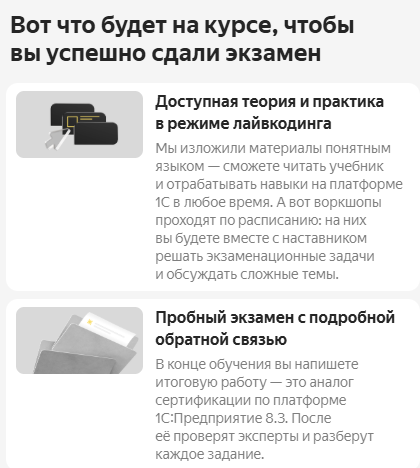 Вот что будет на курсе, чтобы
вы успешно сдали экзамен
Доступная теория и практика
в режиме лайвкодинга
Мы изложили материалы понятным
языком — сможете читать учебник
и отрабатывать навыки на платформе
1С в любое время. А вот воркшопы
проходят по расписанию: на них
вы будете вместе с наставником
решать экзаменационные задачи
и обсуждать сложные темы.
Пробный экзамен с подробной
обратной связью
В конце обучения вы напишете
итоговую работу — это аналог
сертификации по платформе
1С:Предприятие 8.3. После
её проверят эксперты и разберут
каждое задание.